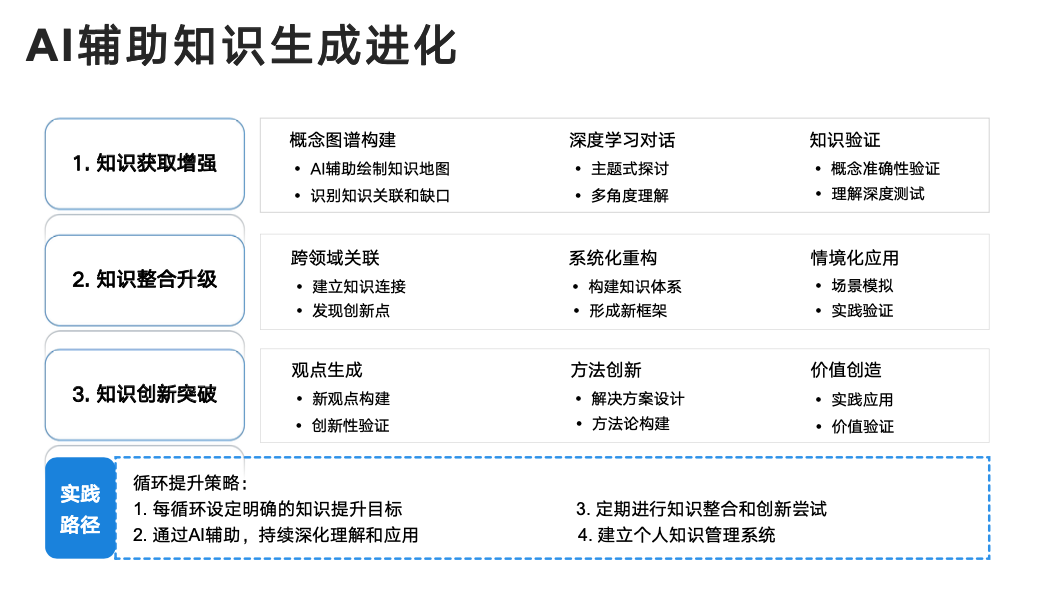 AI辅助知识生成进化
1. 知识获取增强
概念图谱构建
• AI辅助绘制知识地图
• 识别知识关联和缺口
深度学习对话
• 主题式探讨
• 多角度理解
知识验证
• 概念准确性验证
• 理解深度测试
2. 知识整合升级
跨领域关联
• 建立知识连接
• 发现创新点
系统化重构
• 构建知识体系
• 形成新框架
情境化应用
• 场景模拟
• 实践验证
3. 知识创新突破
观点生成
• 新观点构建
• 创新性验证
方法创新
• 解决方案设计
• 方法论构建
价值创造
• 实践应用
• 价值验证
实践
路径
循环提升策略：
1. 每循环设定明确的知识提升目标
2. 通过AI辅助，持续深化理解和应用
3. 定期进行知识整合和创新尝试
4. 建立个人知识管理系统